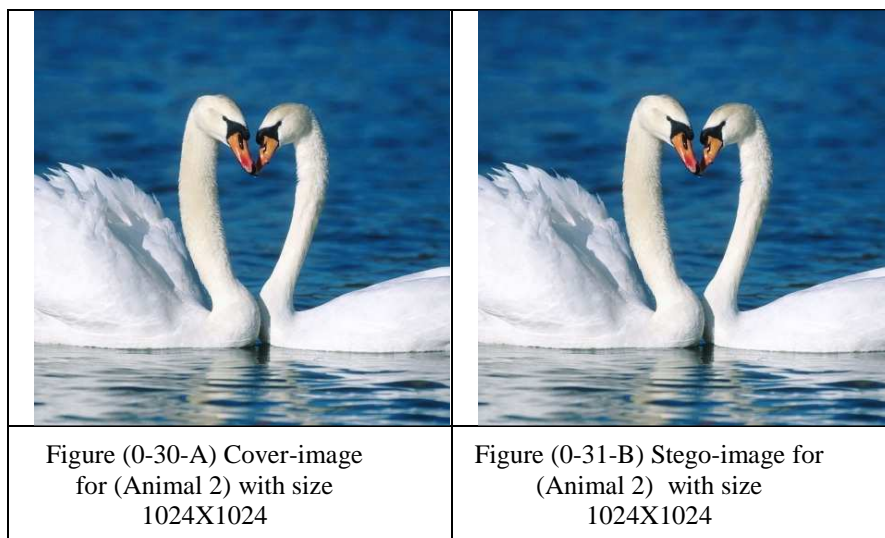 Figure (0-30-A) Cover-image
for (Animal 2) with size
1024X1024
Figure (0-31-B) Stego-image for
(Animal 2) with size
1024X1024